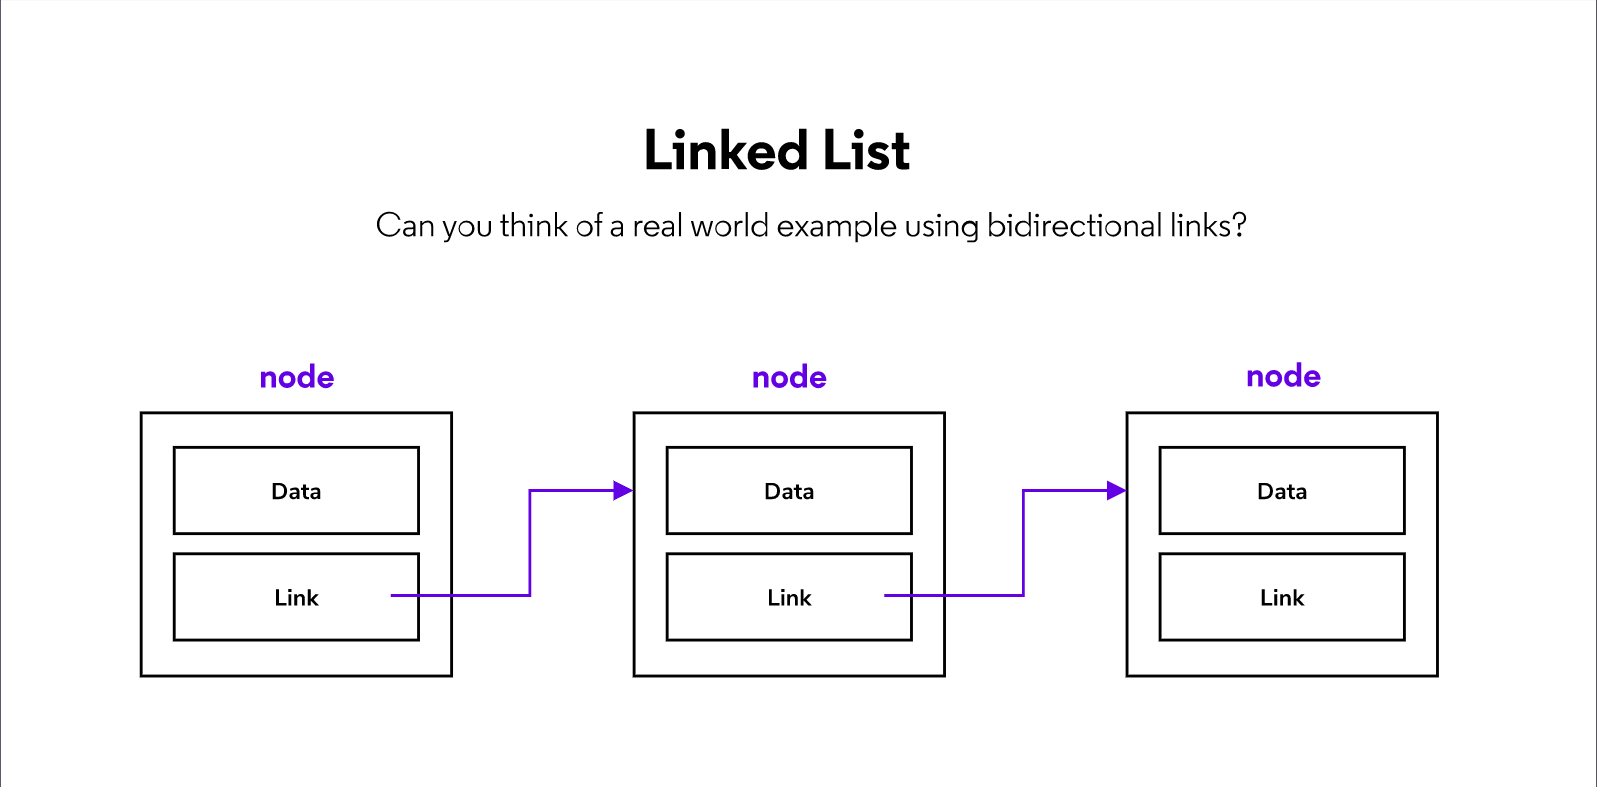 Linked List
Can you think of a real world example using bidirectional links?
node
node
node
Data
Data
Data
Link
Link
Link